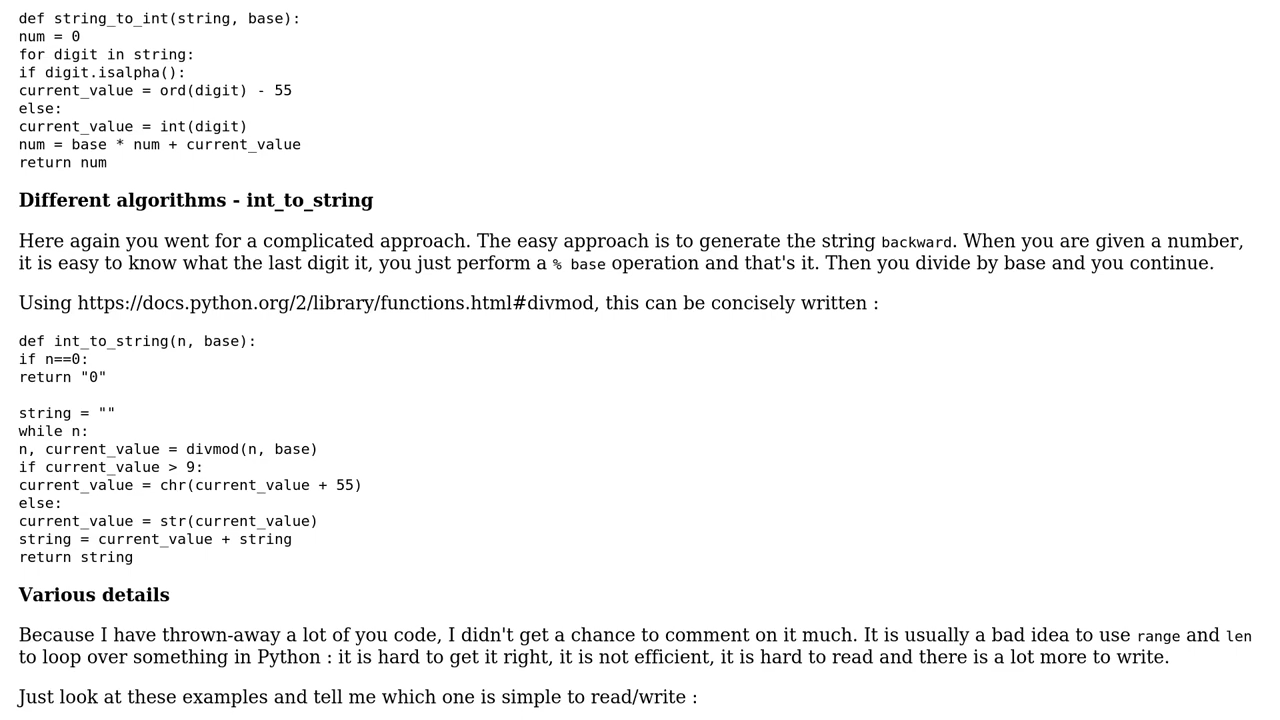 def string_to_int(string, base):
num = 0
for digit in string:
if digit.isalpha():
current_value = ord(digit) - 55
else:
current_value = int(digit)
num = base * num + current_value
return num
Different algorithms - int_to_string
Here again you went for a complicated approach. The easy approach is to generate the string backward. When you are given a number,
it is easy to know what the last digit it, you just perform a % base operation and that's it. Then you divide by base and you continue.
Using https://docs.python.org/2/library/functions.html#divmod, this can be concisely written :
def int_to_string(n, base):
if n==0:
return "0"
string = ""
while n:
n, current_value = divmod(n, base)
if current_value > 9:
current_value = chr(current_value + 55)
else:
current_value = str(current_value)
string = current_value + string
return string
Various details
Because I have thrown-away a lot of you code, I didn't get a chance to comment on it much. It is usually a bad idea to use range and len
to loop over something in Python : it is hard to get it right, it is not efficient, it is hard to read and there is a lot more to write.
Just look at these examples and tell me which one is simple to read/write :